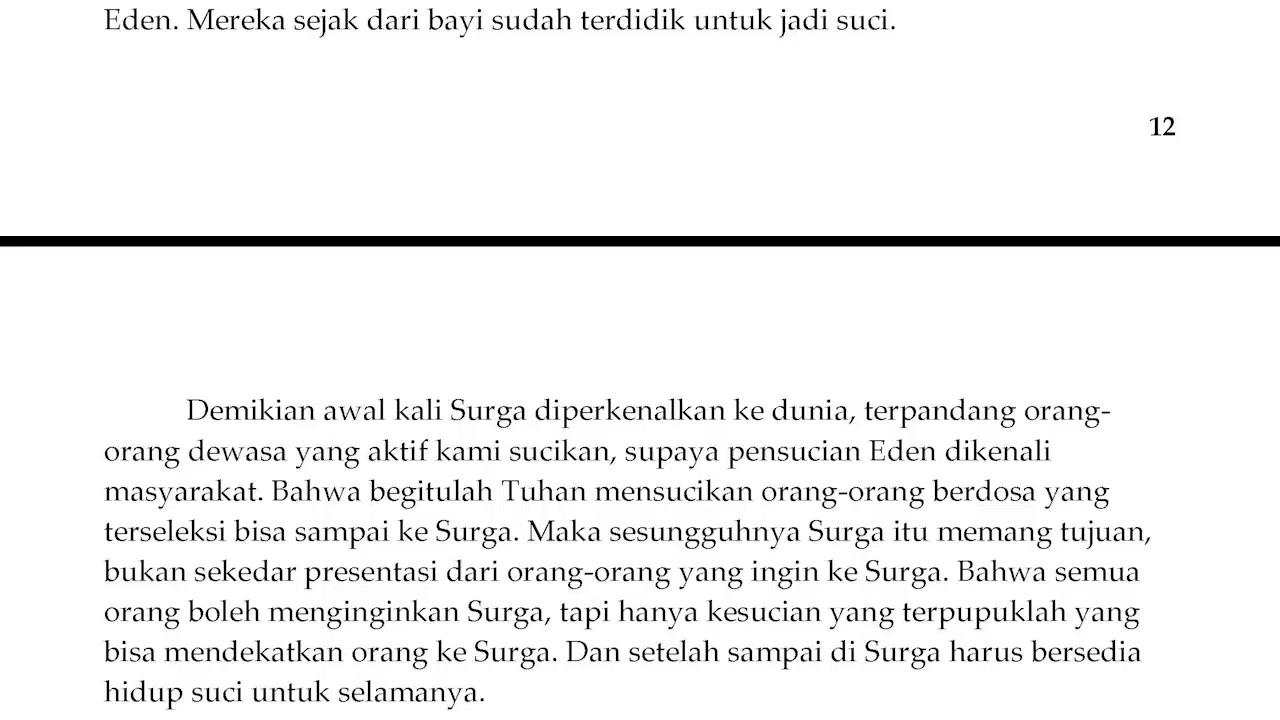 Eden. Mereka sejak dari bayi sudah terdidik untuk jadi suci.
12
Demikian awal kali Surga diperkenalkan ke dunia, terpandang orang-
orang dewasa yang aktif kami sucikan, supaya pensucian Eden dikenali
masyarakat. Bahwa begitulah Tuhan mensucikan orang-orang berdosa yang
terseleksi bisa sampai ke Surga. Maka sesungguhnya Surga itu memang tujuan,
bukan sekedar presentasi dari orang-orang yang ingin ke Surga. Bahwa semua
orang boleh menginginkan Surga, tapi hanya kesucian yang terpupuklah yang
bisa mendekatkan orang ke Surga. Dan setelah sampai di Surga harus bersedia
hidup suci untuk selamanya.